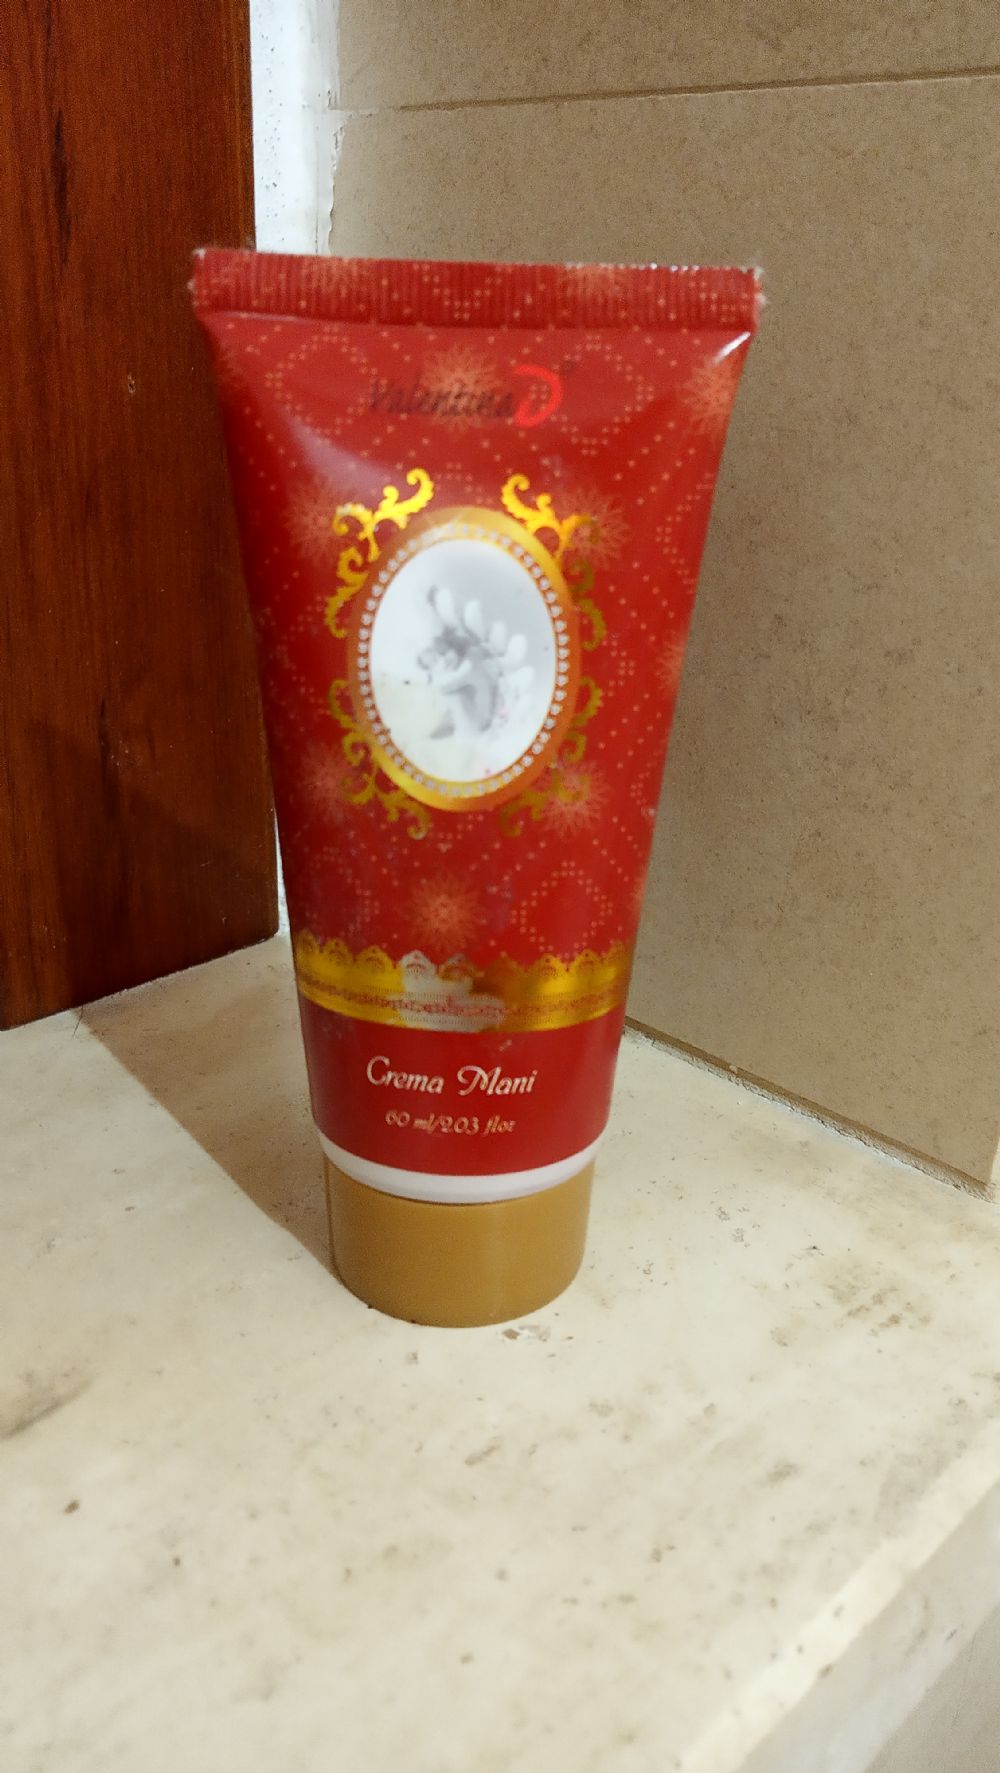 Valentina D
Crema Mani
60 ml/2.03 floz